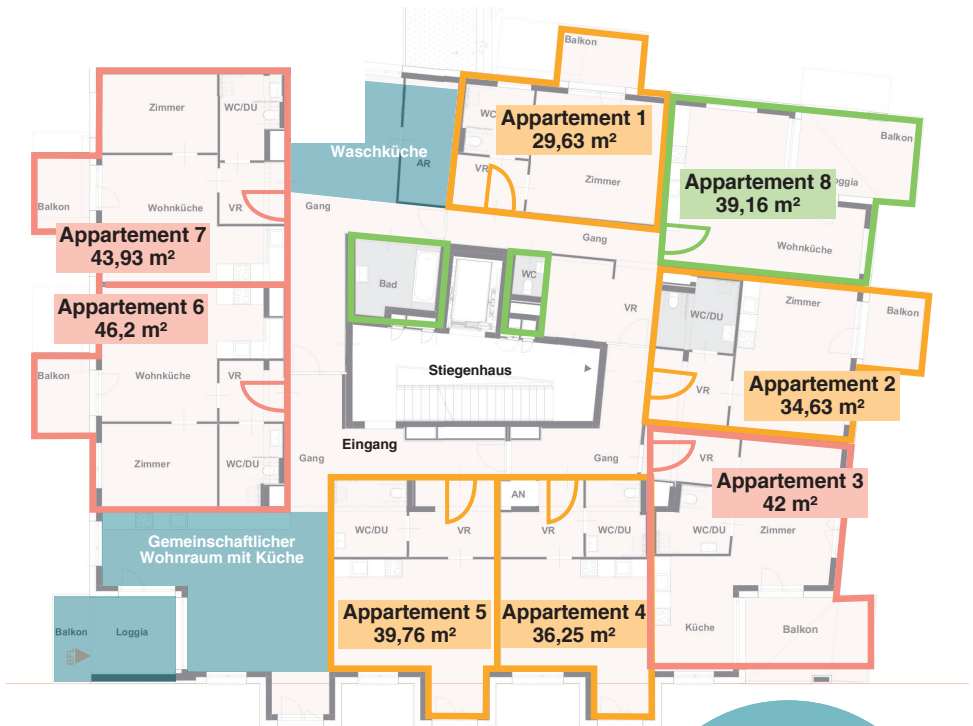 Balkon
Zimmer
WC/DU
Appartement 1
29,63 m²
WC
VR
Zimmer
Waschküche
AR
Balkon
Loggia
Appartement 8
39,16 m²
Wohnküche
Balkon
Wohnküche
VR
Gang
Gang
Appartement 7
43,93 m²
Bad
WC
VR
Zimmer
Balkon
WC/DU
Appartement 6
46,2 m²
Stiegenhaus
Balkon
Wohnküche
VR
VR
Appartement 2
34,63 m²
Eingang
Zimmer
WC/DU
Gang
Gang
VR
Appartement 3
42 m²
AN
WC/DU
VR
VR
WC/DU
WC/DU
Zimmer
Gemeinschaftlicher
Wohnraum mit Küche
Appartement 5
39,76 m²
Appartement 4
36,25 m²
Küche
Balkon
Balkon
Loggia
BFL